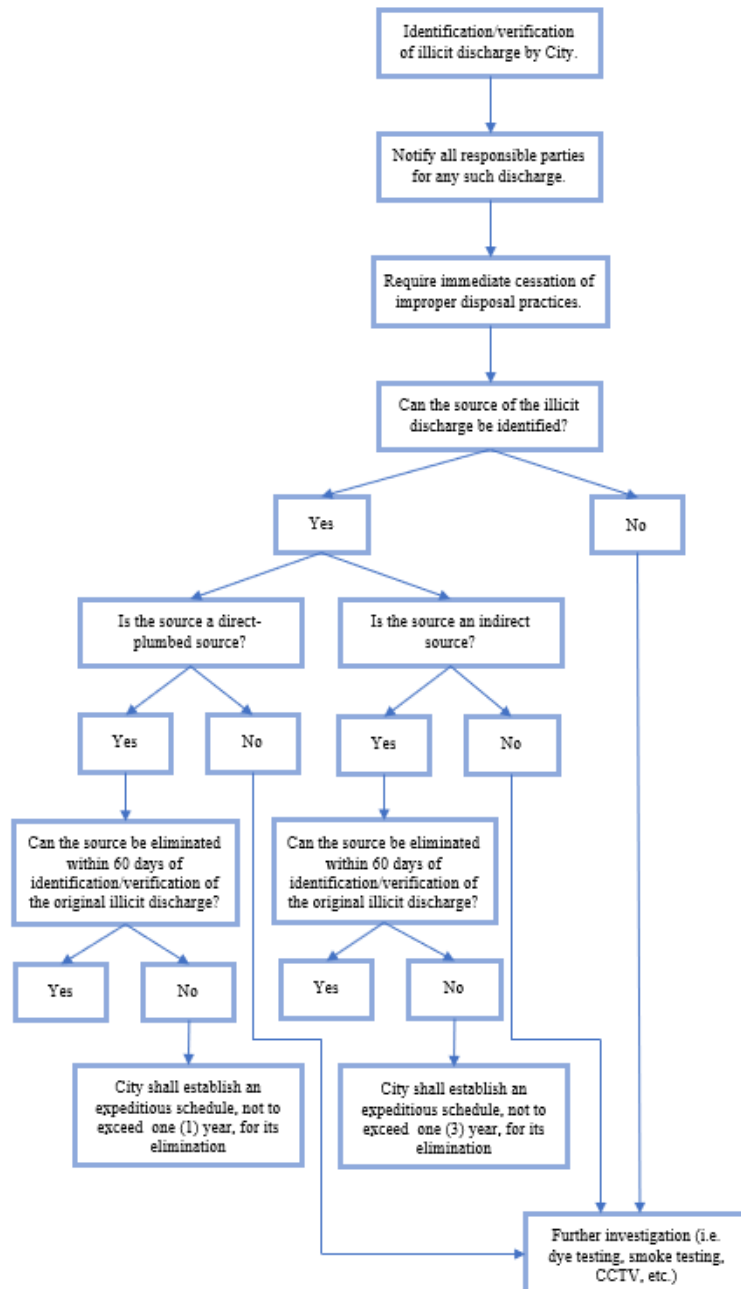 Identification/verification
of illicit discharge by City.
Notify all responsible parties
for any such discharge.
Require immediate cessation of
improper disposal practices.
Can the source of the illicit
discharge be identified?
Yes
No
Is the source a direct-
plumbed source?
Is the source an indirect
source?
Yes
No
Yes
No
Can the source be eliminated
within 60 days of
identification/verification of
the original illicit discharge?
Can the source be eliminated
within 60 days of
identification/verification of
the original illicit discharge?
Yes
No
Yes
No
City shall establish an
expeditious schedule, not to
exceed one (1) year, for its
elimination
City shall establish an
expeditious schedule, not to
exceed one (3) year, for its
elimination
Further investigation (i.e.
dye testing, smoke testing,
CCTV, etc.)